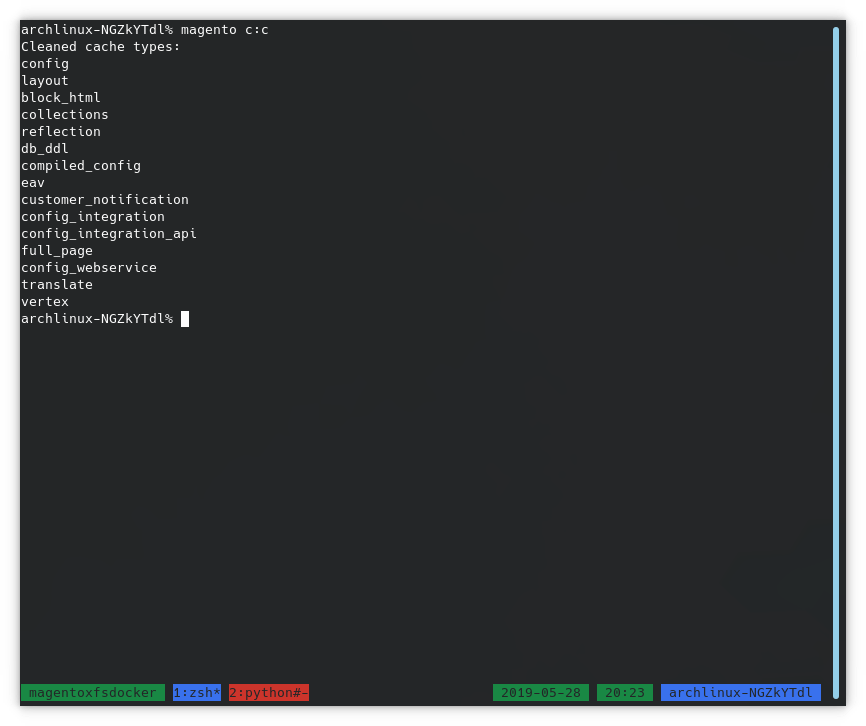 archlinux-NGZkYTdl% magento c:c
Cleaned cache types:
config
layout
block_html
collections
reflection
db_ddl
compiled_config
eav
customer_notification
config_integration
config_integration_api
full_page
config_webservice
translate
vertex
archlinux-NGZkYTdl%
magentoxfsdocker 1:zsh* 2:python#- 2019-05-28 20:23 archlinux-NGZkYTdl